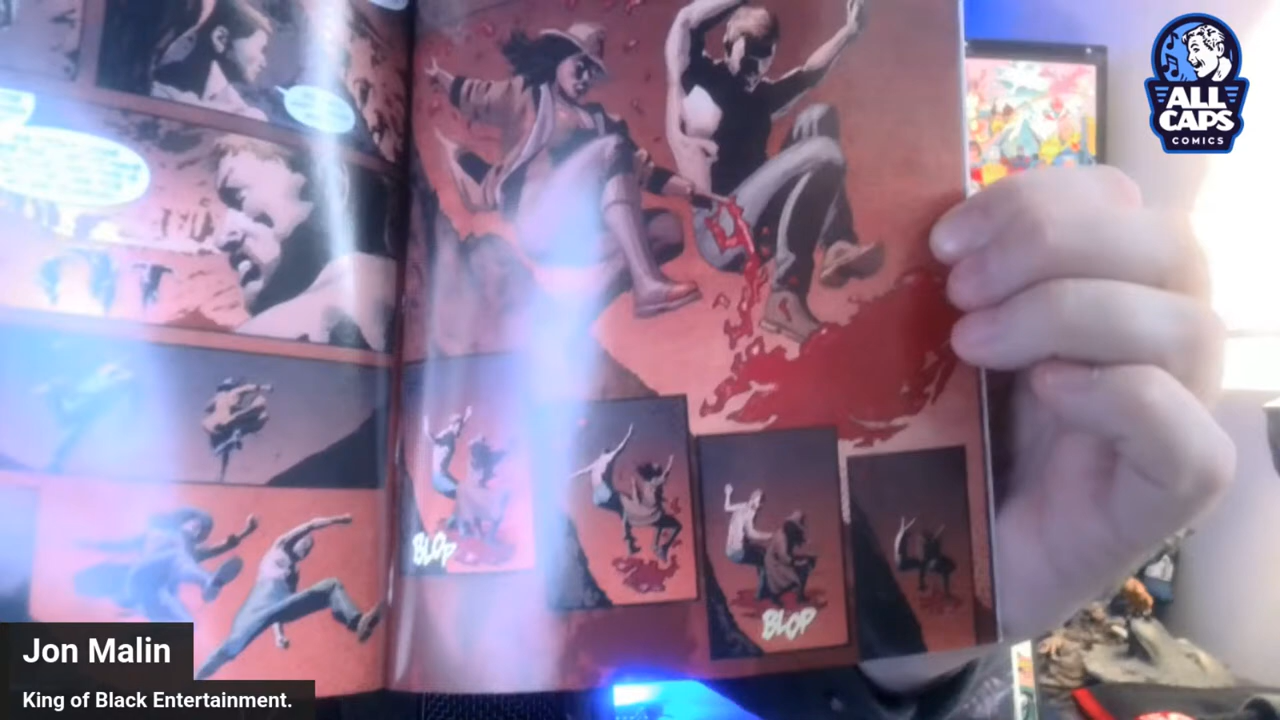 ALL
CAPS
COMICS
BLOP
BLOP
Jon Malin
King of Black Entertainment.